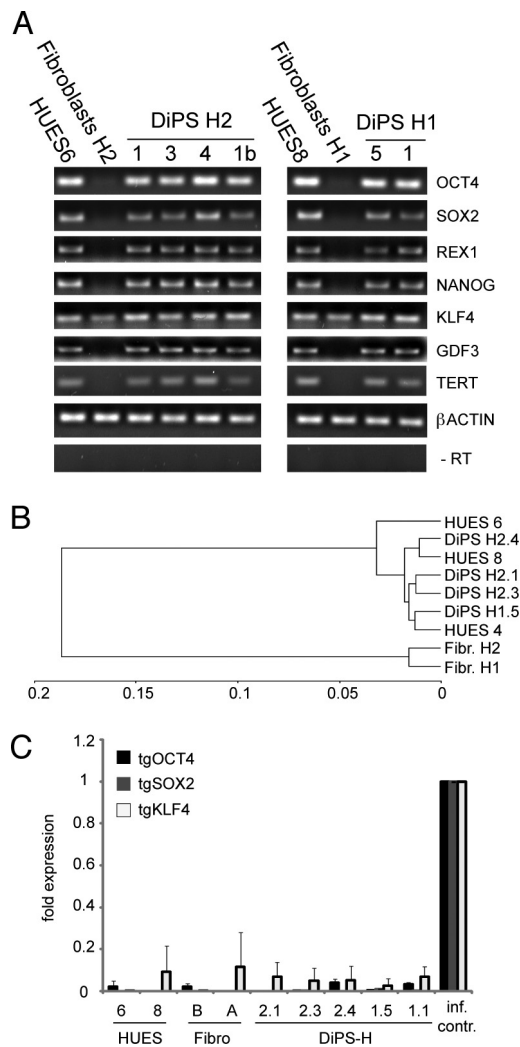 A
HUES6
Fibroblasts H2
DiPS H2
1 3 4 1b
HUES8
Fibroblasts H1
DiPS H1
5 1
OCT4
SOX2
REX1
NANOG
KLF4
GDF3
TERT
βACTIN
- RT
B
HUES 6
DiPS H2.4
HUES 8
DiPS H2.1
DiPS H2.3
DiPS H1.5
HUES 4
Fibr. H2
Fibr. H1
0.2 0.15 0.1 0.05 0
C
fold expression
1.2
1
0.8
0.6
0.4
0.2
0
tgOCT4
tgSOX2
tgKLF4
6 8 B A 2.1 2.3 2.4 1.5 1.1 inf.
contr.
HUES Fibro DiPS-H